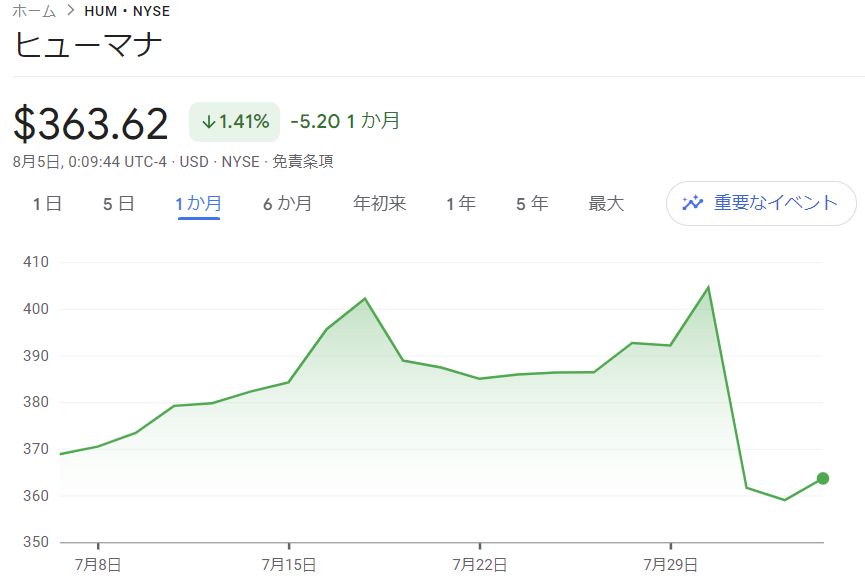 ホーム > HUM • NYSE
ヒューマナ
$363.62 ↓1.41% -5.20 1 か月
8月5日, 0:09:44 UTC-4 · USD · NYSE · 免責条項
1 日 5 日 1 か月 6 か月 年初来 1 年 5 年 最大 重要なイベント
410
400
390
380
370
360
350
7月8日 7月15日 7月22日 7月29日